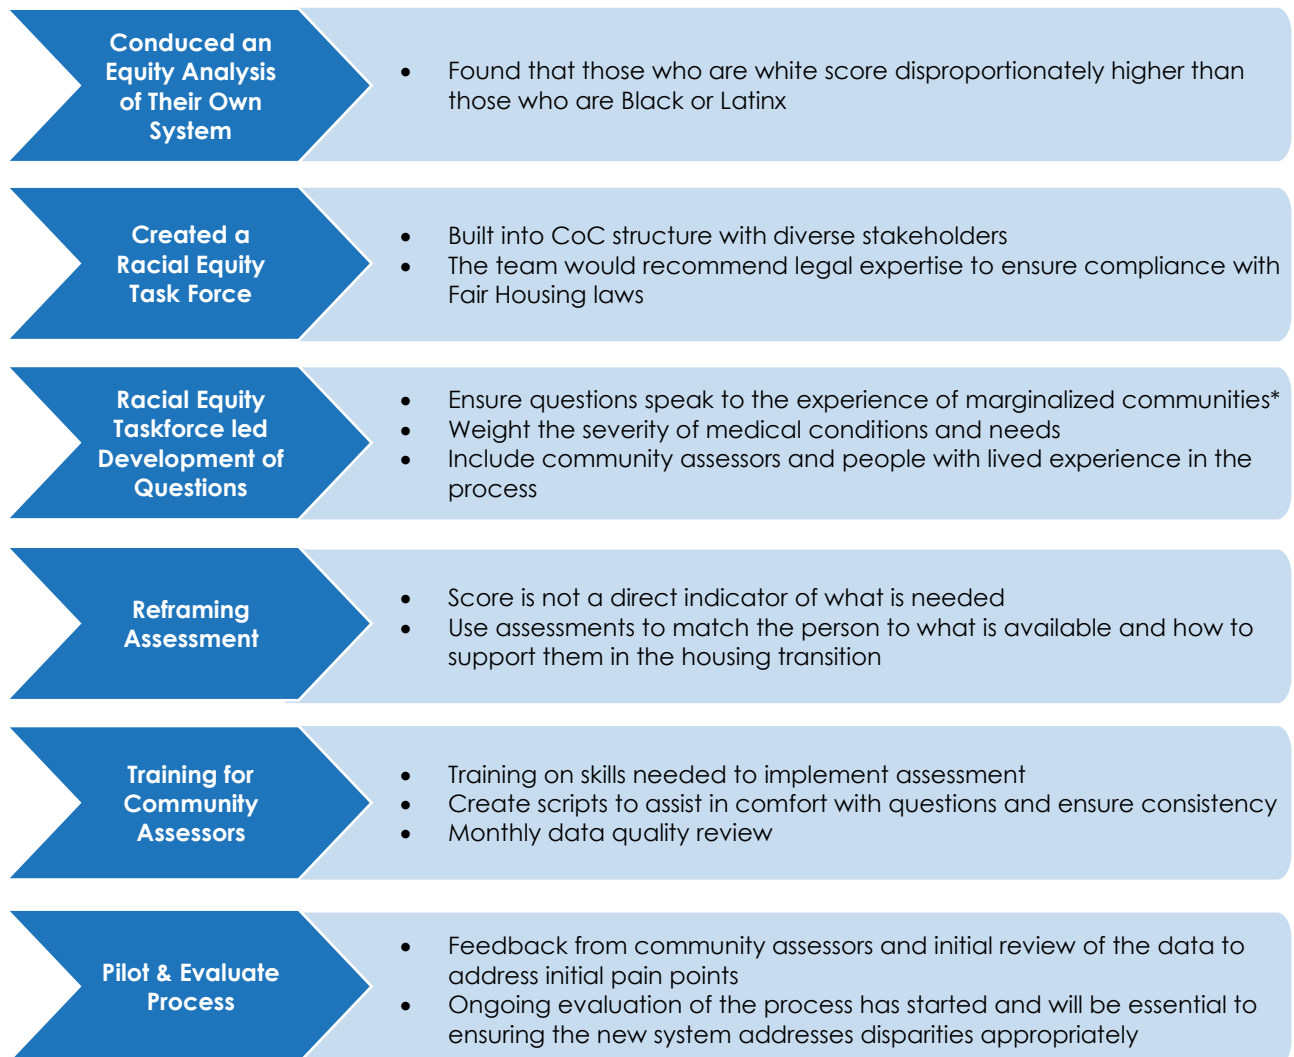 Conduced an
Equity Analysis
of Their Own
System
• Found that those who are white score disproportionately higher than
those who are Black or Latinx
Created a
Racial Equity
Task Force
• Built into CoC structure with diverse stakeholders
• The team would recommend legal expertise to ensure compliance with
Fair Housing laws
Racial Equity
Taskforce led
Development of
Questions
• Ensure questions speak to the experience of marginalized communities*
• Weight the severity of medical conditions and needs
• Include community assessors and people with lived experience in the
process
Reframing
Assessment
• Score is not a direct indicator of what is needed
• Use assessments to match the person to what is available and how to
support them in the housing transition
Training for
Community
Assessors
• Training on skills needed to implement assessment
• Create scripts to assist in comfort with questions and ensure consistency
• Monthly data quality review
Pilot & Evaluate
Process
• Feedback from community assessors and initial review of the data to
address initial pain points
• Ongoing evaluation of the process has started and will be essential to
ensuring the new system addresses disparities appropriately